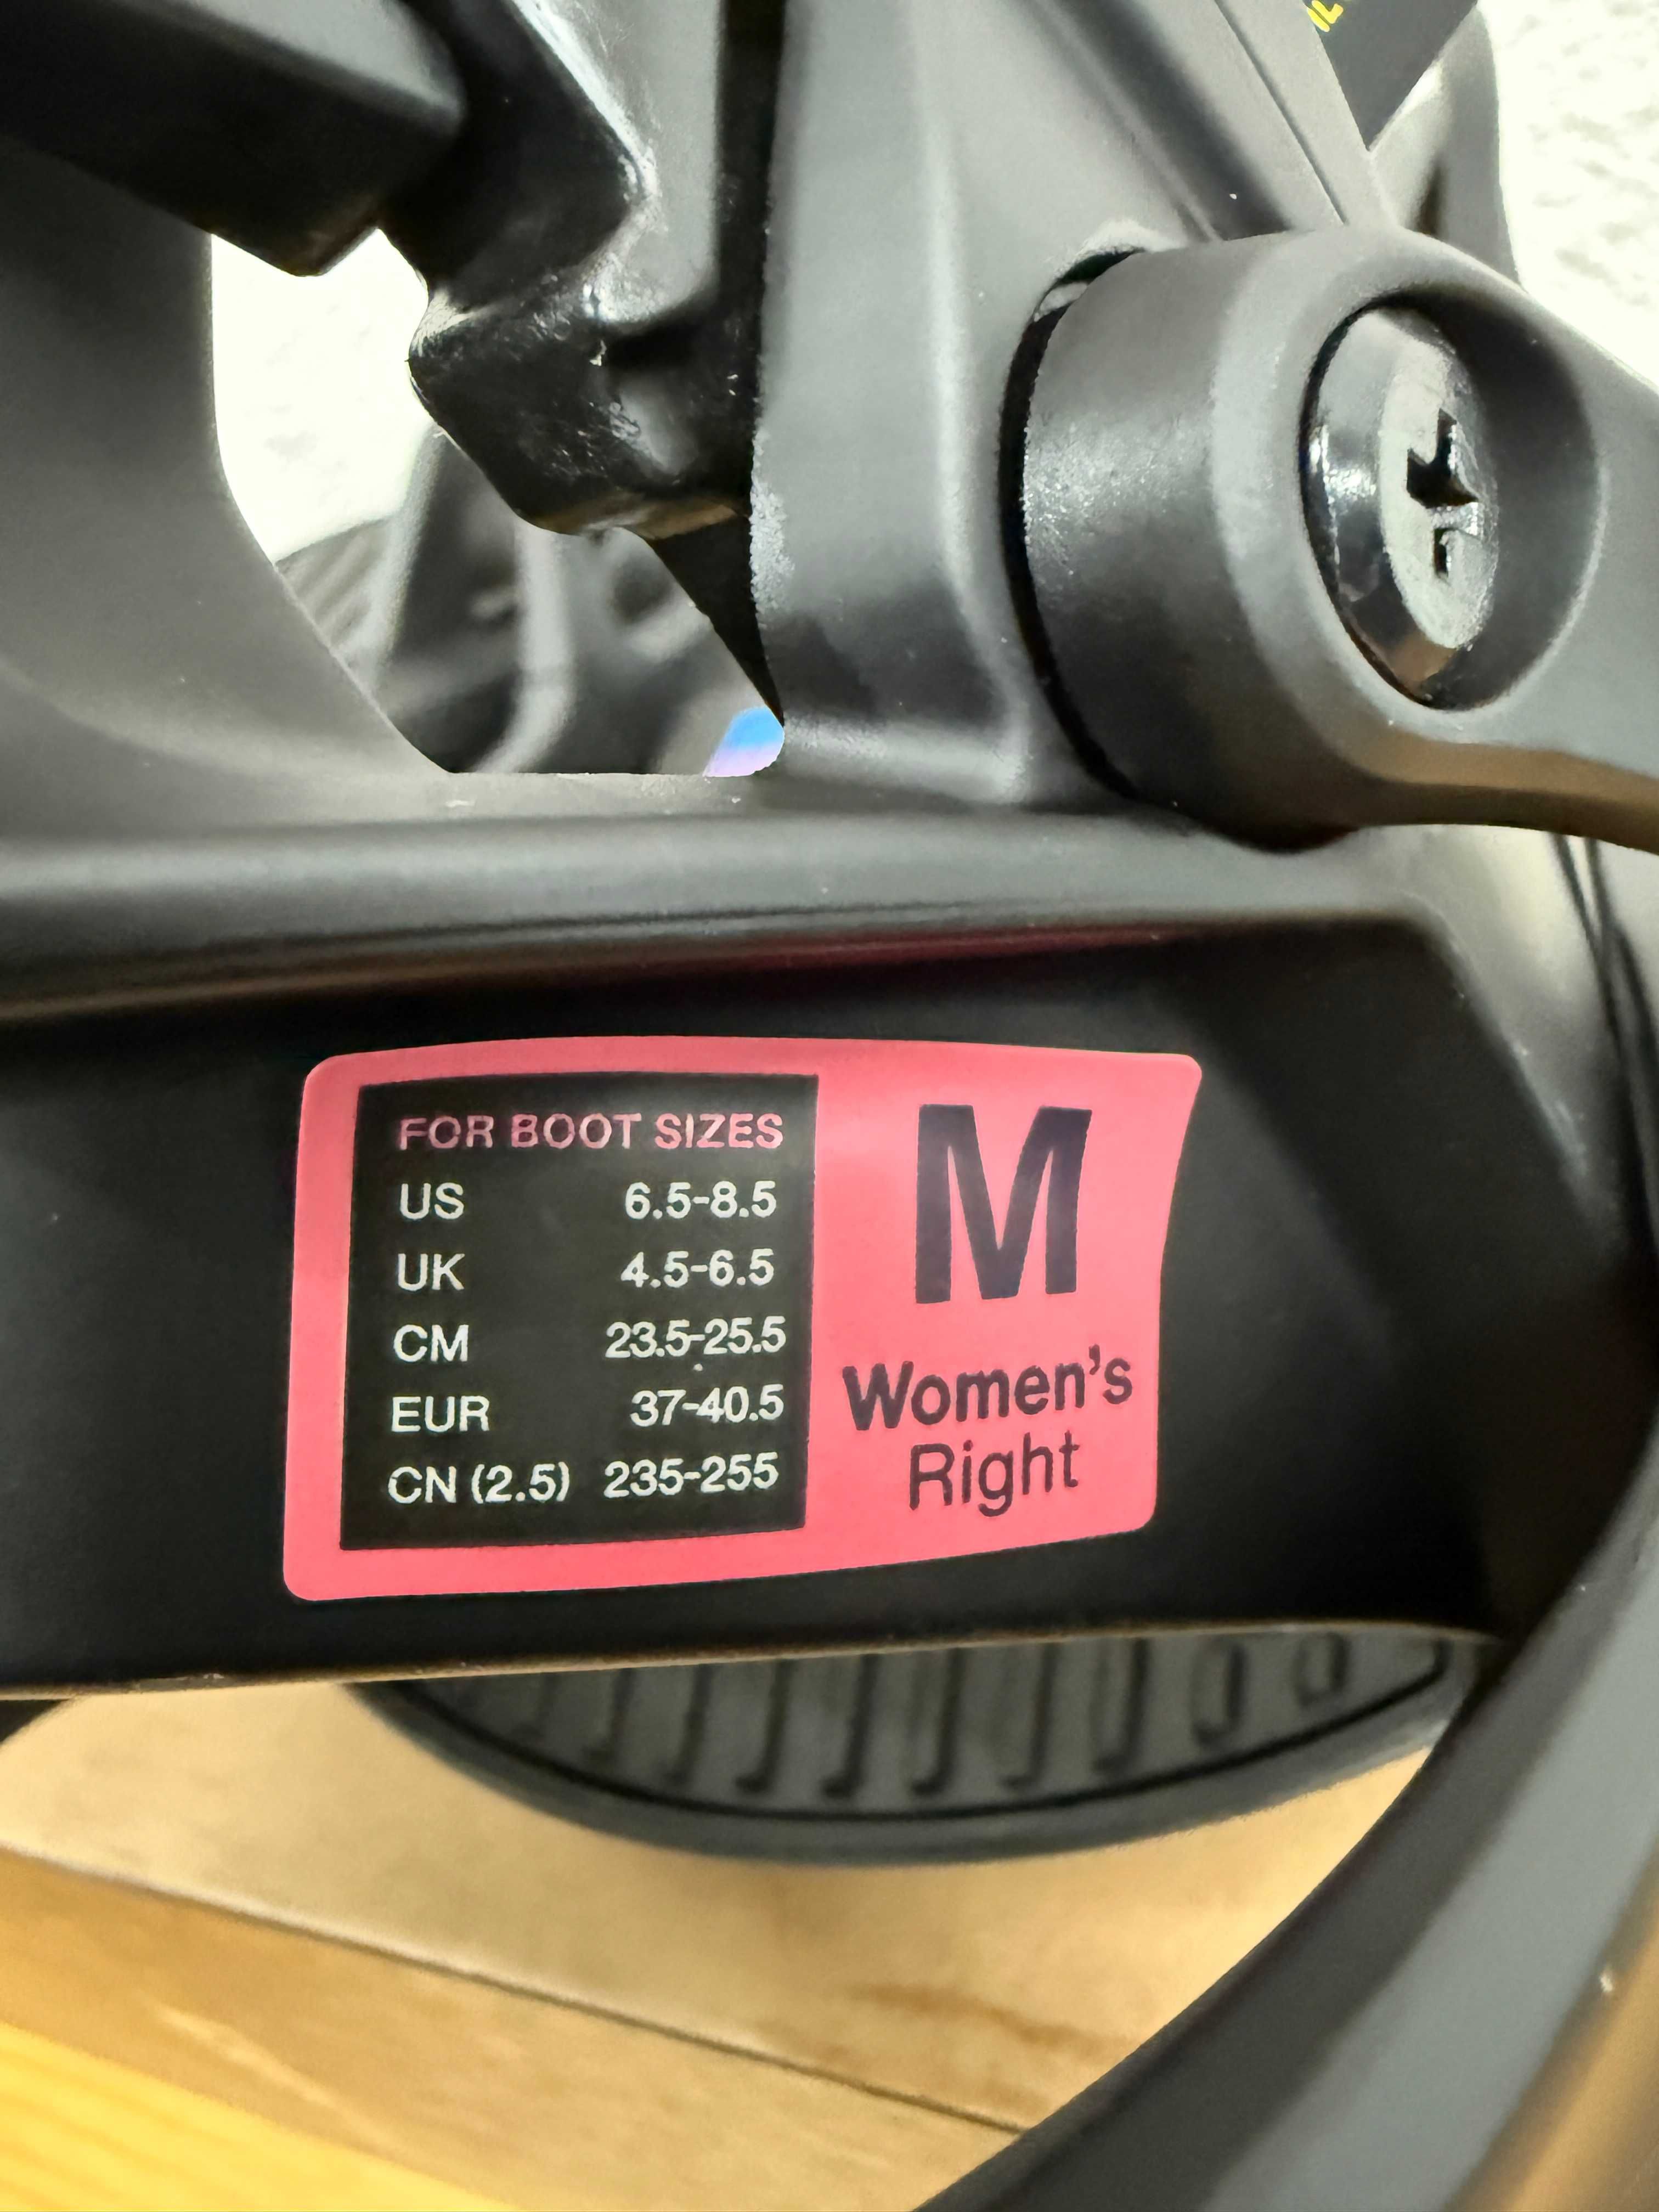 FOR BOOT SIZES
US 6.5-8.5
UK 4.5-6.5
CM 23.5-25.5
EUR 37-40.5
CN (2.5) 235-255
M
Women's
Right